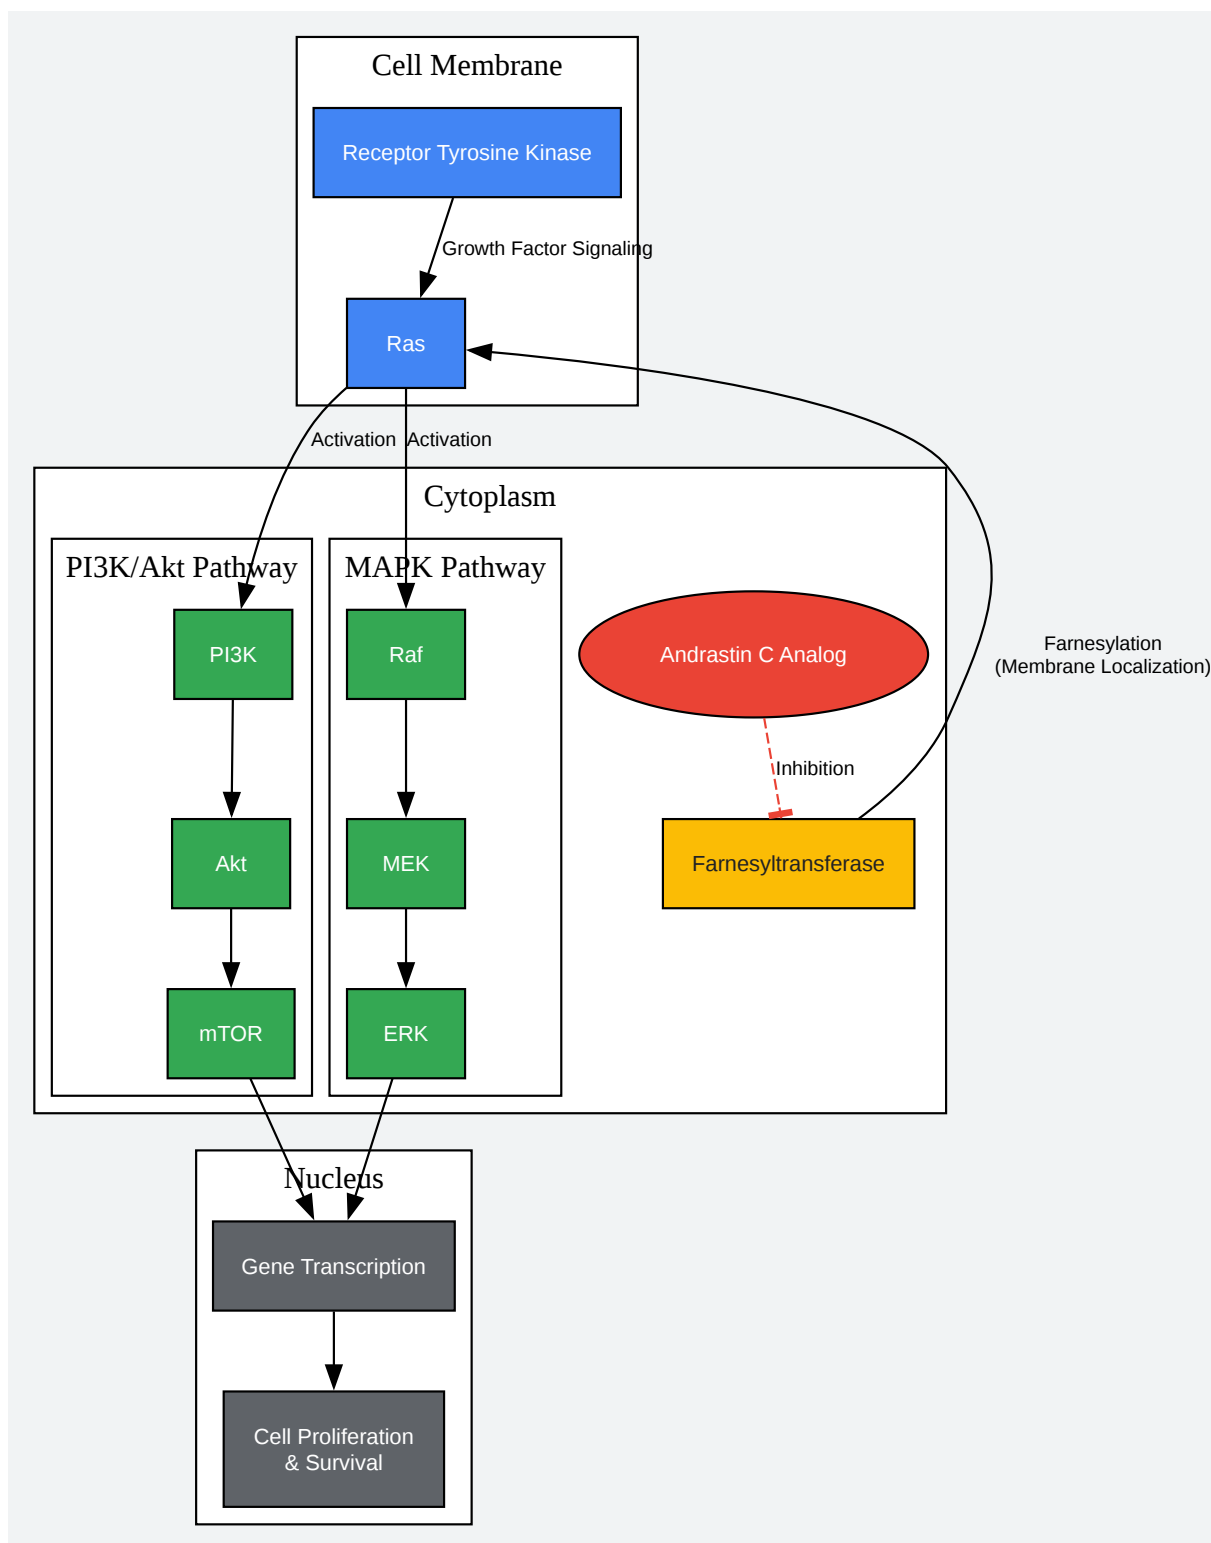 Cell Membrane
Receptor Tyrosine Kinase
Growth Factor Signaling
Ras
Activation
Activation
Cytoplasm
PI3K/Akt Pathway
MAPK Pathway
PI3K
Raf
Andrastin C Analog
Farnesylation
(Membrane Localization)
Inhibition
Akt
MEK
Farnesyltransferase
mTOR
ERK
Nucleus
Gene Transcription
Cell Proliferation
& Survival